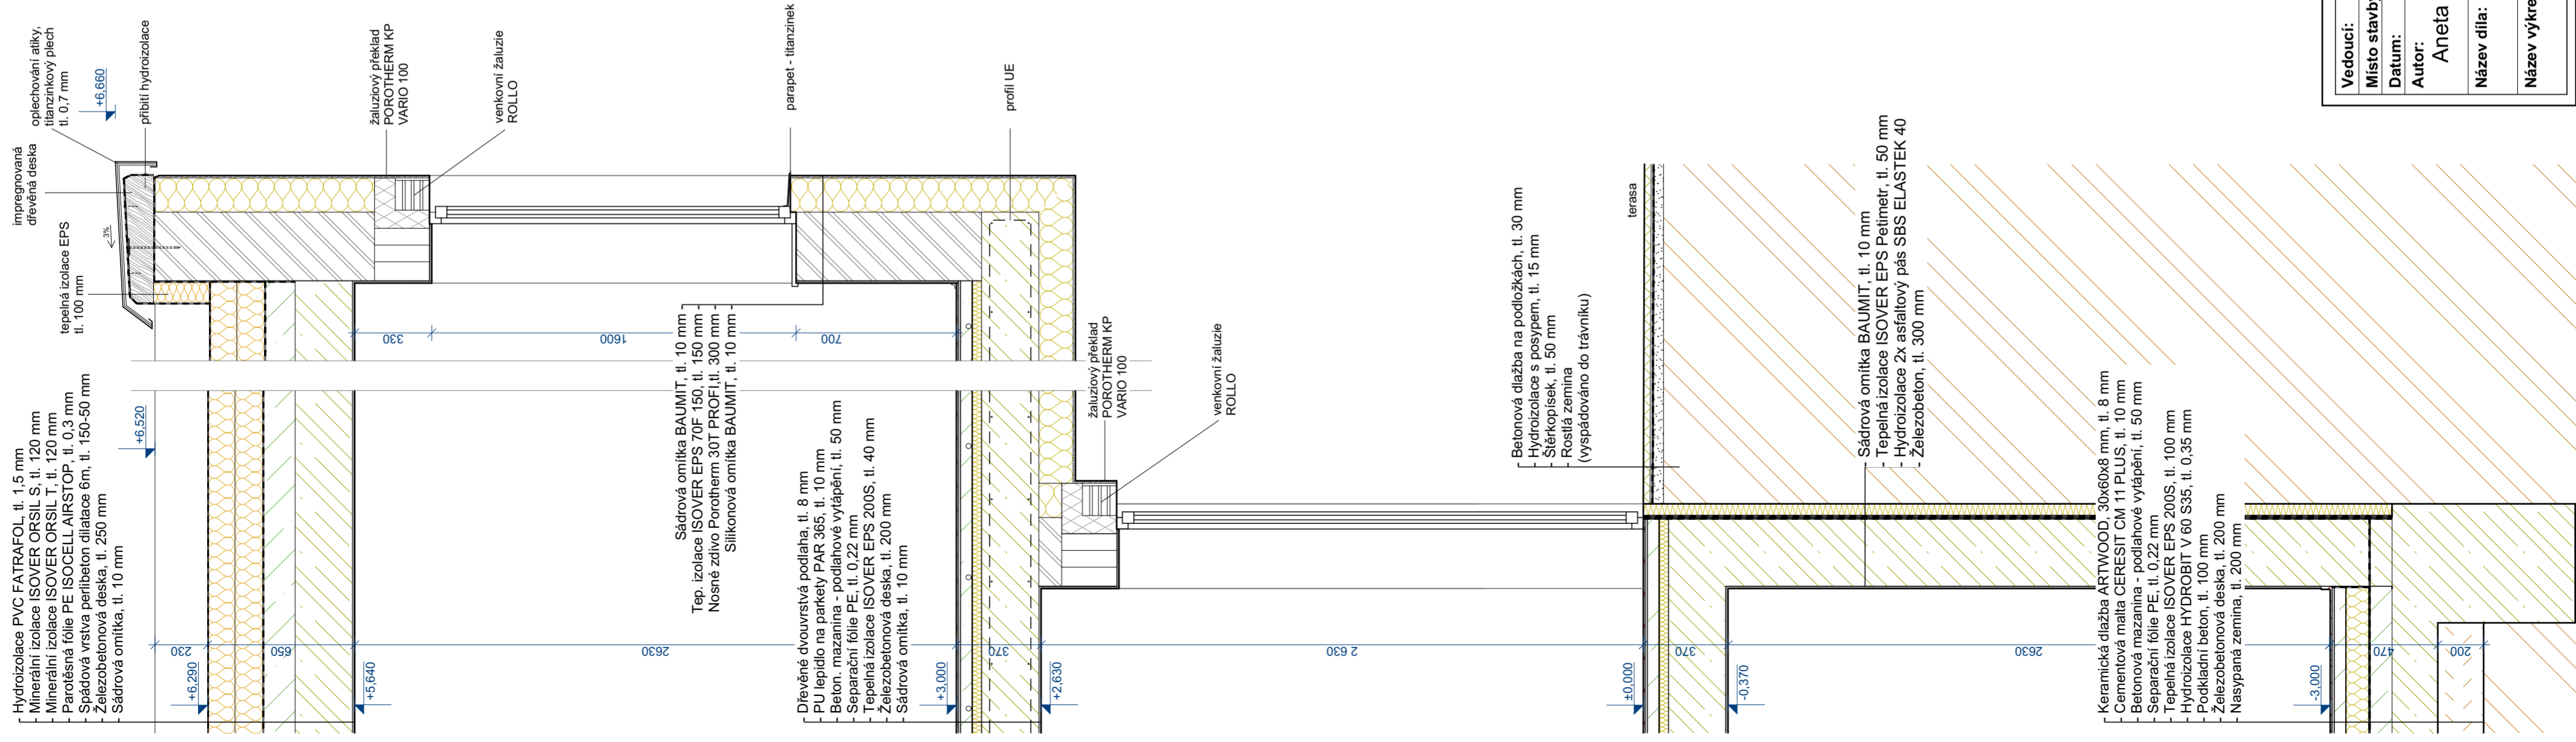 impregnovaná
dřevěná deska
oplechování atiky,
titanzinkový plech
tl. 0,7 mm
+6,660
přibití hydroizolace
3%
tepelná izolace EPS
tl. 100 mm
žaluziový překlad
POROTHERM KP
VARIO 100
venkovní žaluzie
ROLLO
parapet - titanzinek
profil UE
Hydroizolace PVC FATRAFOL, tl. 1,5 mm
Minerální izolace ISOVER ORSIL S, tl. 120 mm
Minerální izolace ISOVER ORSIL T, tl. 120 mm
Parotěsná fólie PE ISOCELL AIRSTOP, tl. 0,3 mm
Spádová vrstva perlibeton dilatace 6m, tl. 150-50 mm
Železobetonová deska, tl. 250 mm
Sádrová omítka, tl. 10 mm
+6,520
230
+6,290
650
+5,640
330
1600
700
2630
Sádrová omítka BAUMIT, tl. 10 mm
Tep. izolace ISOVER EPS 70F 150, tl. 150 mm
Nosné zdivo Porotherm 30T PROFI,tl. 300 mm
Silikonová omítka BAUMIT, tl. 10 mm
Dřevěné dvouvrstvá podlaha, tl. 8 mm
PU lepidlo na parkety PAR 365, tl. 10 mm
Beton. mazanina - podlahové vytápění, tl. 50 mm
Separační fólie PE, tl. 0,22 mm
Tepelná izolace ISOVER EPS 200S, tl. 40 mm
Železobetonová deska, tl. 200 mm
Sádrová omítka, tl. 10 mm
+3,000
370
+2,630
žaluziový překlad
POROTHERM KP
VARIO 100
venkovní žaluzie
ROLLO
2 630
Betonová dlažba na podložkách, tl. 30 mm
Hydroizolace s posypem, tl. 15 mm
Štěrkopísek, tl. 50 mm
Rostlá zemina
(vyspádováno do trávníku)
terasa
±0,000
370
-0,370
Sádrová omítka BAUMIT, tl. 10 mm
Tepelná izolace ISOVER EPS Petimetr, tl. 50 mm
Hydroizolace 2x asfaltový pás SBS ELASTEK 40
Železobeton, tl. 300 mm
2630
Keramická dlažba ARTWOOD, 30x60x8 mm, tl. 8 mm
Cementová malta CERESIT CM 11 PLUS, tl. 10 mm
Betonová mazanina - podlahové vytápění, tl. 50 mm
Separační fólie PE, tl. 0,22 mm
Tepelná izolace ISOVER EPS 200S, tl. 100 mm
Hydroizolace HYDROBIT V 60 S35, tl. 0,35 mm
Podkladní beton, tl. 100 mm
Železobetonová deska, tl. 200 mm
Nasypaná zemina, tl. 200 mm
-3,000
470
200
Vedoucí:
Místo stavby
Datum:
Autor:
Aneta
Název díla:
Název výkre